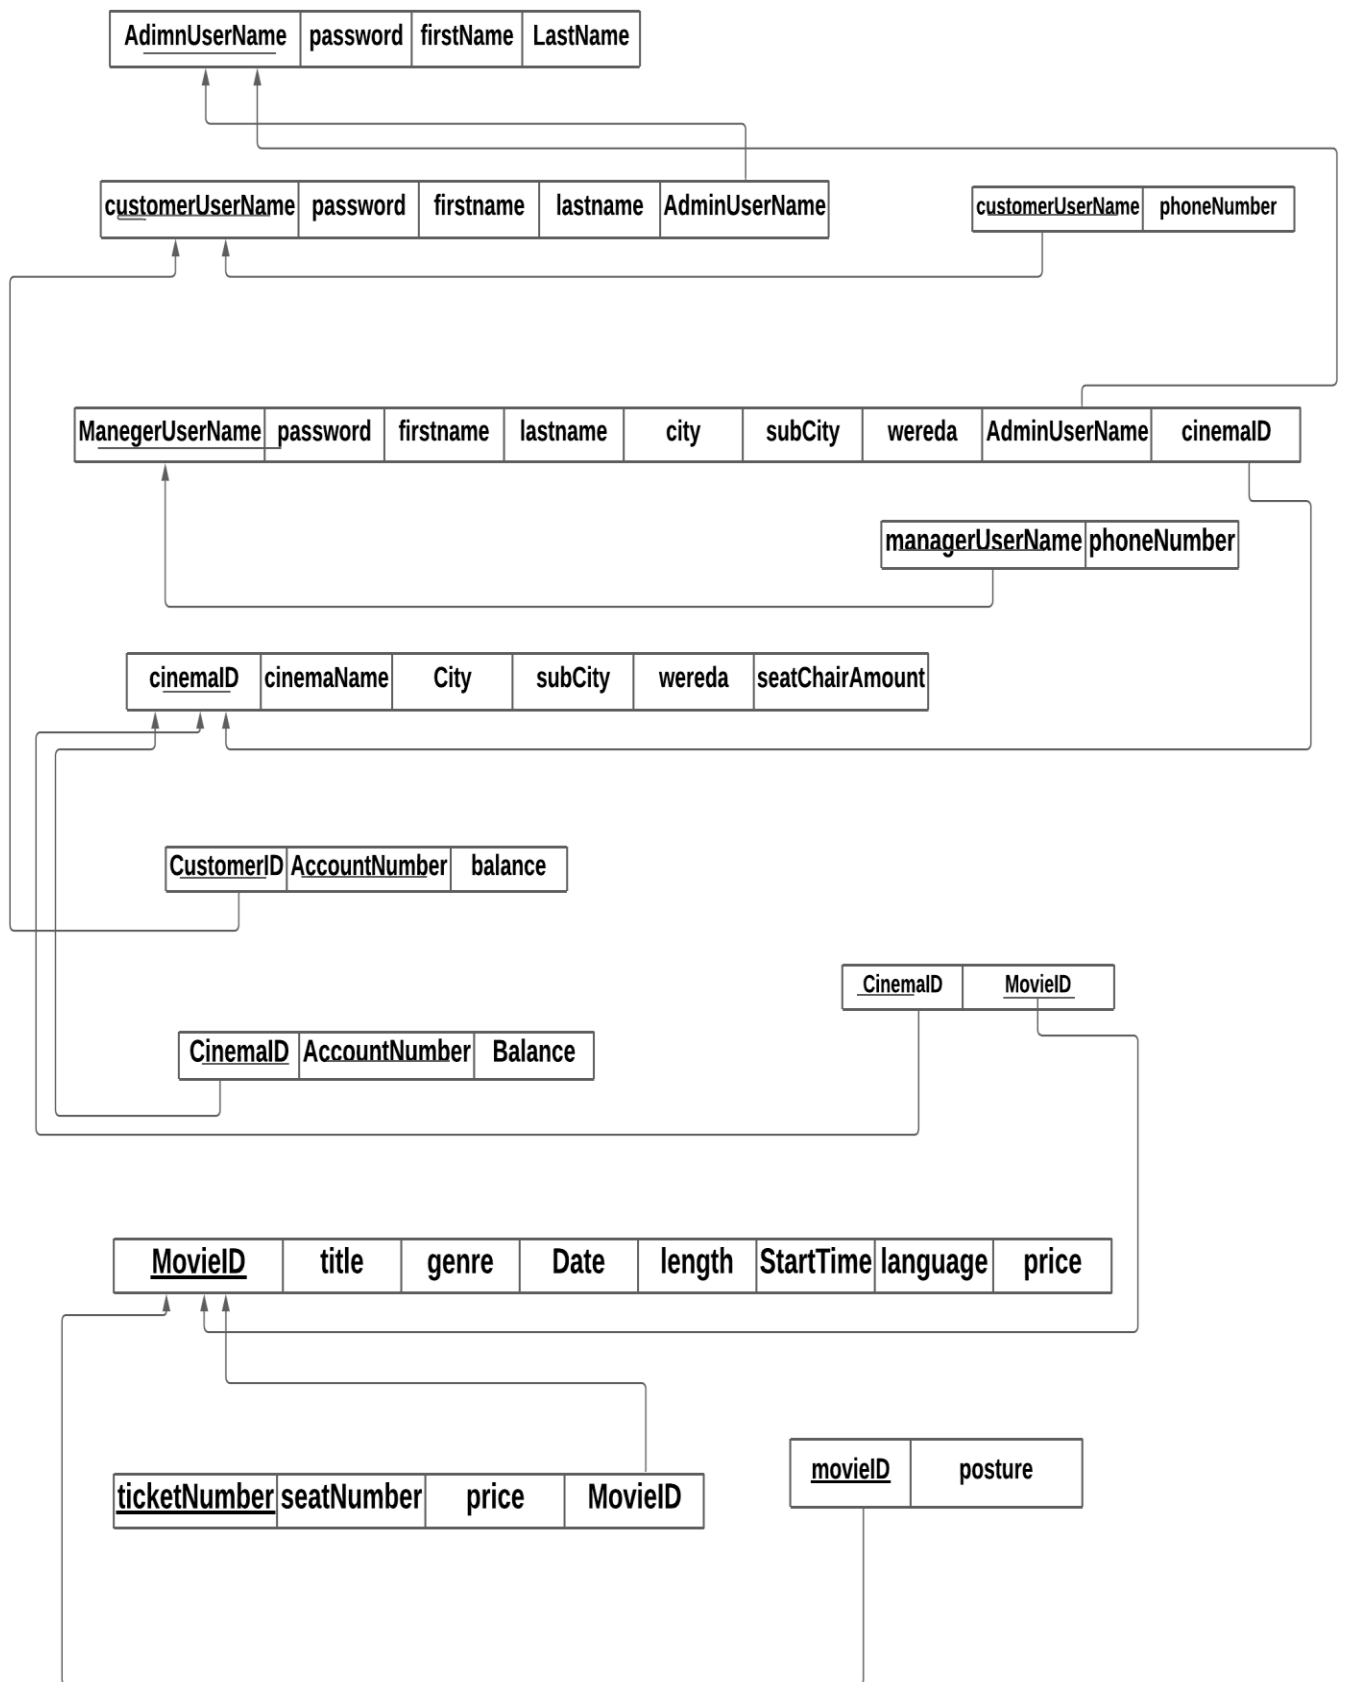 AdimnUserName password firstName LastName
customerUserName password firstname lastname AdminUserName
customerUserName phoneNumber
ManegerUserName password firstname lastname city subCity wereda AdminUserName cinemaID
managerUserName phoneNumber
cinemaID cinemaName City subCity wereda seatChairAmount
CustomerID AccountNumber balance
CinemaID MovieID
CinemaID AccountNumber Balance
MovieID title genre Date length StartTime language price
movieID posture
ticketNumber seatNumber price MovieID